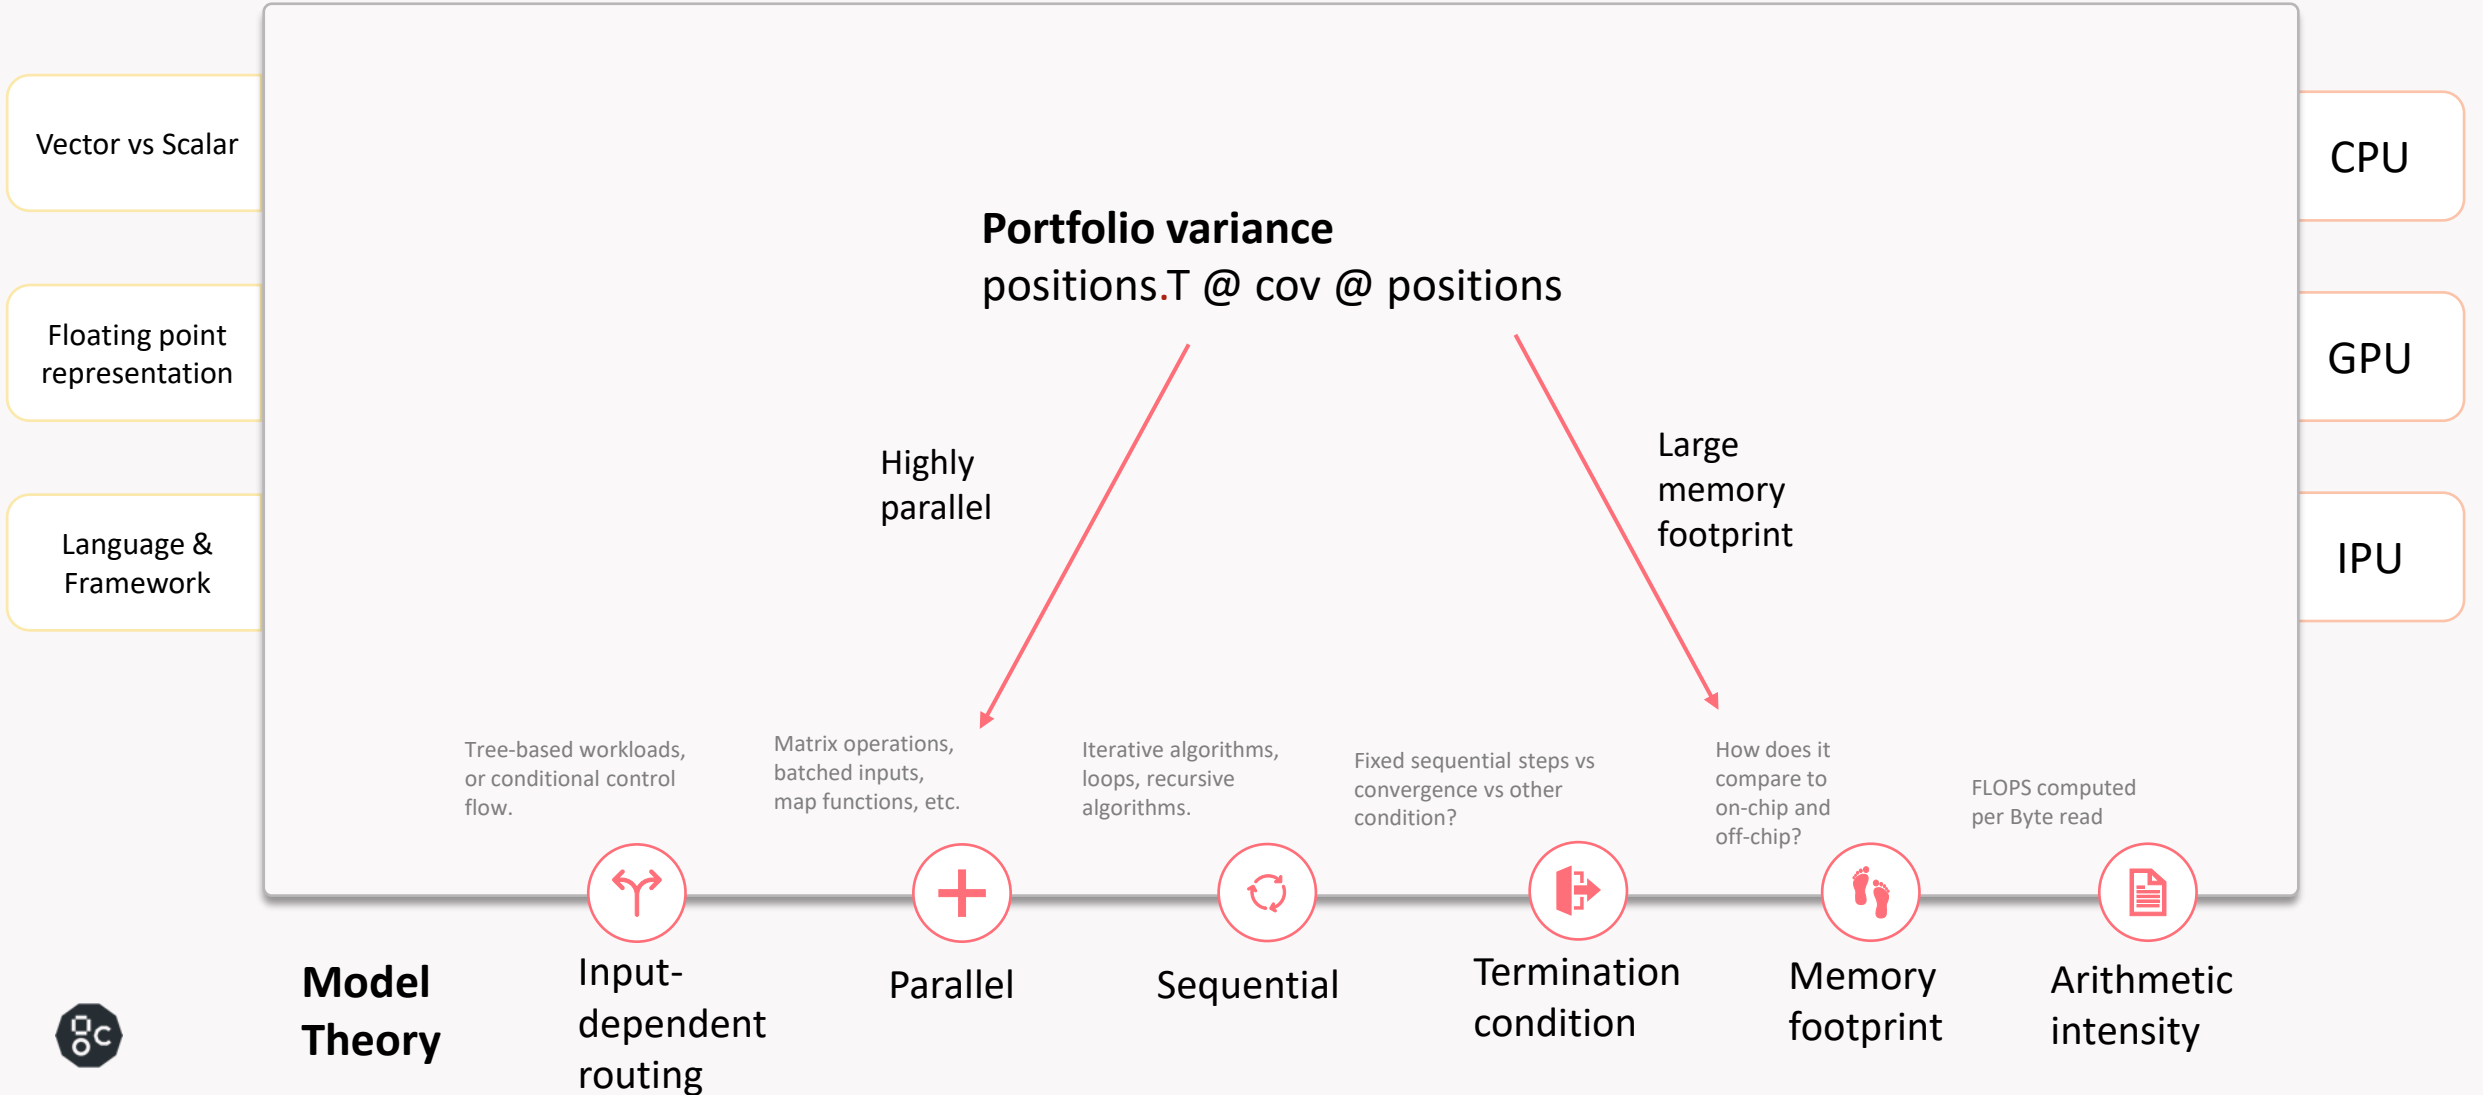 Vector vs Scalar
Floating point
representation
Language &
Framework
Portfolio variance
positions.T @ cov @ positions
Highly
parallel
Large
memory
footprint
CPU
GPU
IPU
Tree-based workloads,
or conditional control
flow.
Matrix operations,
batched inputs,
map functions, etc.
Iterative algorithms,
loops, recursive
algorithms.
Fixed sequential steps vs
convergence vs other
condition?
How does it
compare to
on-chip and
off-chip?
FLOPS computed
per Byte read
Model
Theory
Input-
dependent
routing
Parallel
Sequential
Termination
condition
Memory
footprint
Arithmetic
intensity